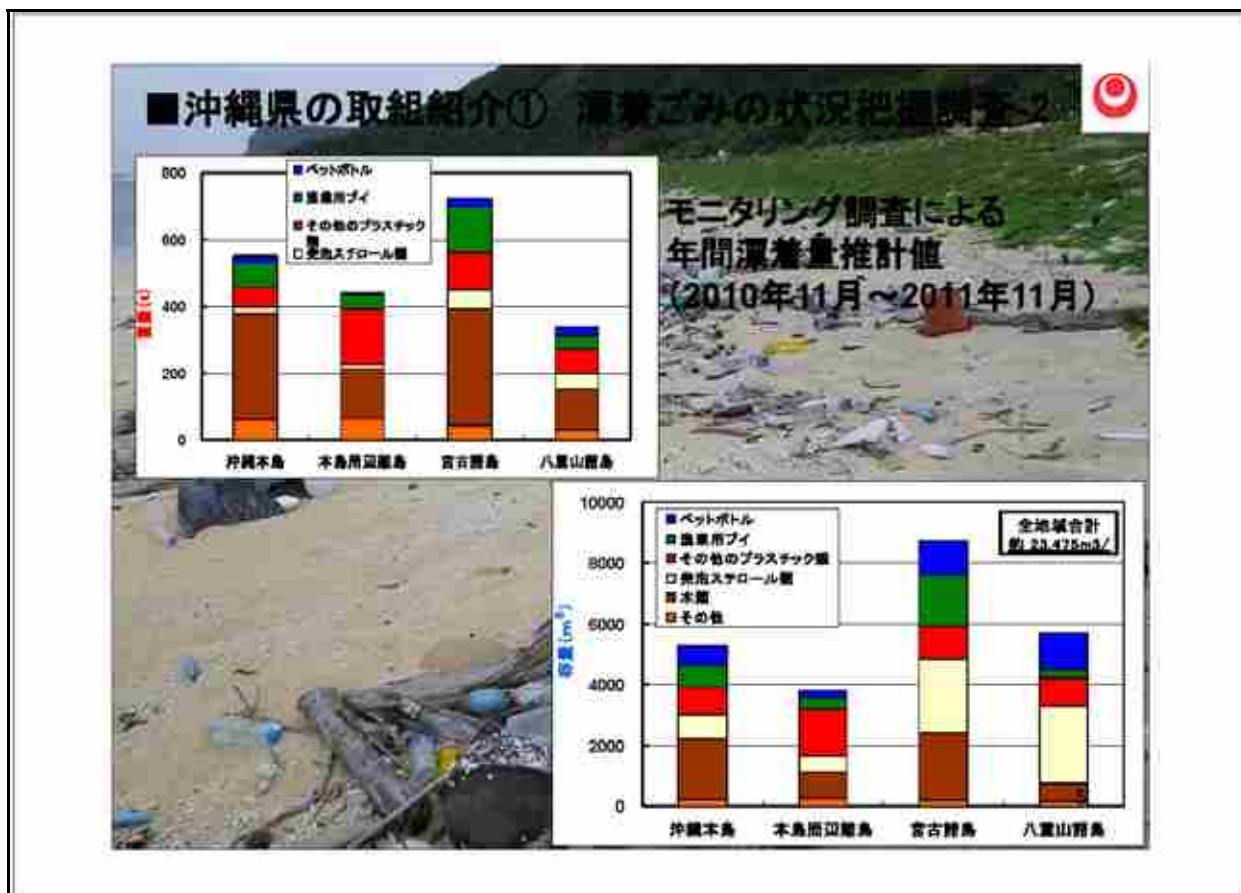 ■沖縄県の取組紹介① 漂着ごみの状況把握調査-2
モニタリング調査による
年間漂着量推計値
(2010年11月~2011年11月)
重量(t)
800
600
400
200
0
■ペットボトル
■漁業用ブイ
■その他のプラスチック
類
□発泡スチロール類
沖縄本島
本島周辺離島
宮古諸島
八重山諸島
容量(m³)
10000
8000
6000
4000
2000
0
■ペットボトル
■漁業用ブイ
■その他のプラスチック類
□発泡スチロール類
■木類
■その他
全地域合計
約 23,475m3/
沖縄本島
本島周辺離島
宮古諸島
八重山諸島